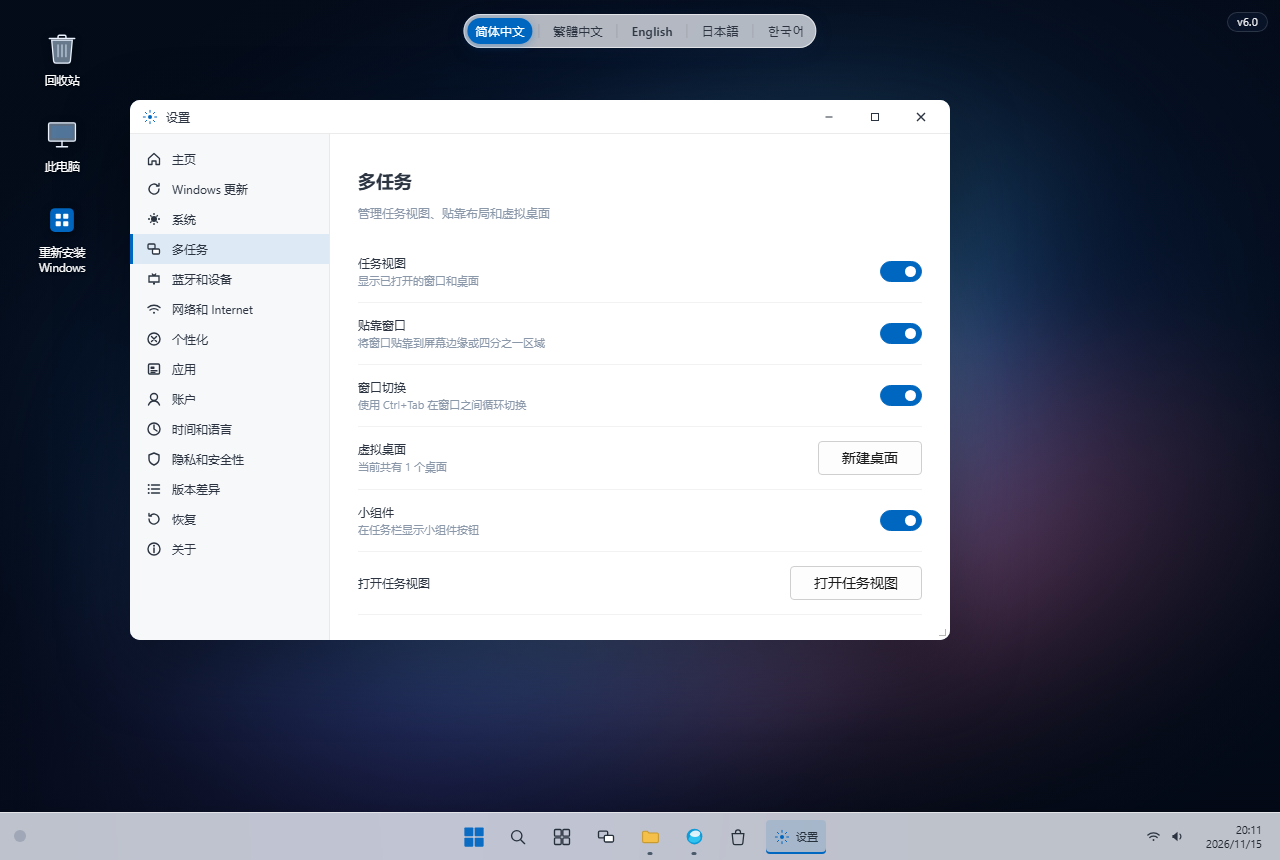 简体中文
繁體中文
English
日本語
한국어
v6.0
回收站
此电脑
重新安装
Windows
设置
主页
Windows 更新
系统
多任务
蓝牙和设备
网络和 Internet
个性化
应用
账户
时间和语言
隐私和安全性
版本差异
恢复
关于
多任务
管理任务视图、贴靠布局和虚拟桌面
任务视图
显示已打开的窗口和桌面
贴靠窗口
将窗口贴靠到屏幕边缘或四分之一区域
窗口切换
使用 Ctrl+Tab 在窗口之间循环切换
虚拟桌面
当前共有 1 个桌面
新建桌面
小组件
在任务栏显示小组件按钮
打开任务视图
打开任务视图
设置
20:11
2026/11/15